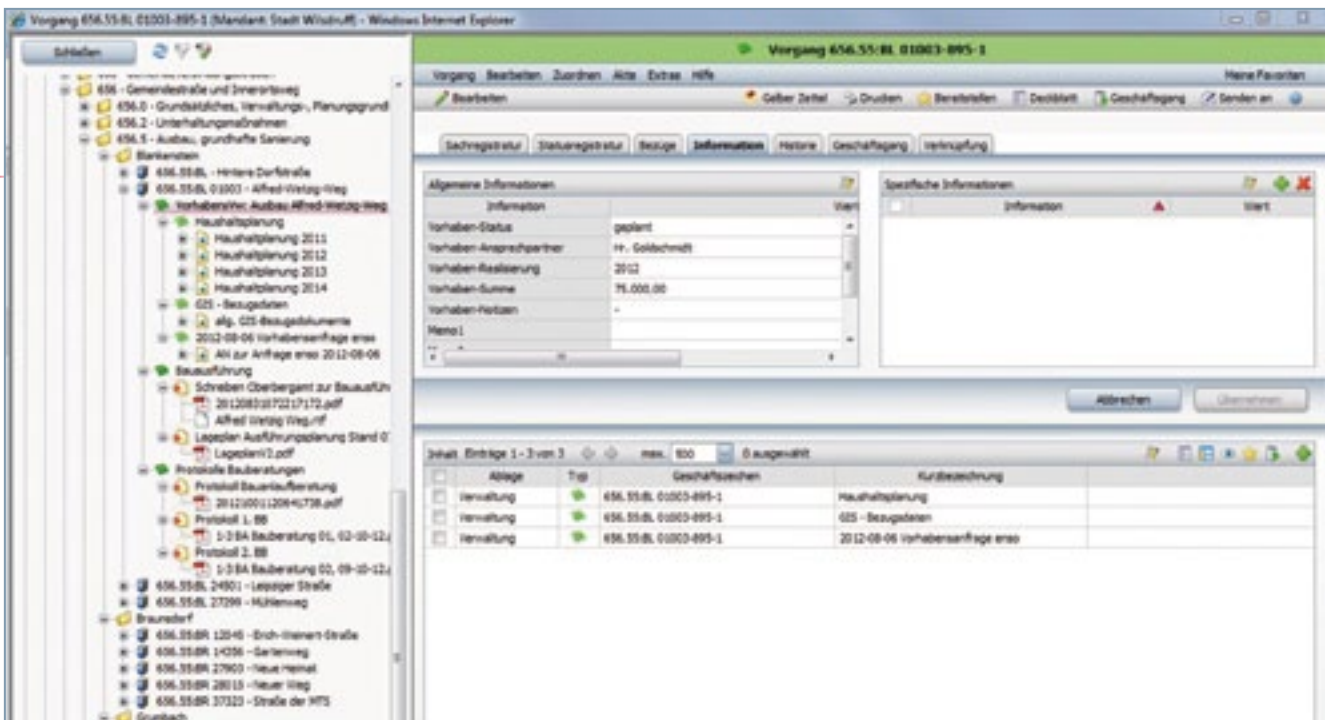 Vorgang 656.55:BL 01003-895-1 (Mandant: Stadt Wilsdruff) - Windows Internet Explorer
Schließen
Vorgang 656.55:BL 01003-895-1
Vorgang Bearbeiten Zuordnen Akte Extras Hilfe
Meine Favoriten
Bearbeiten
Gelber Zettel Drucken Bereitstellen Deckblatt Geschäftsgang Senden an
Sachregistratur Statusregistratur Bezüge Information Historie Geschäftsgang Verknüpfung
656 - Gemeindestraße und Innerortsweg
656.0 - Grundsätzliches, Verwaltungs-, Planungsgrund
656.2 - Unterhaltungsmaßnahmen
656.5 - Ausbau, grundhafte Sanierung
Blankenstein
656.55:BL - Hintere Dorfstraße
656.55:BL 01003 - Alfred-Wetzig-Weg
VorhabensVw: Ausbau Alfred-Wetzig-Weg
Haushaltsplanung
Haushaltplanung 2011
Haushaltplanung 2012
Haushaltplanung 2013
Haushaltplanung 2014
GIS - Bezugsdaten
allg. GIS-Bezugsdokumente
2012-08-06 Vorhabensanfrage enso
AN zur Anfrage enso 2012-08-06
Bauausführung
Schreiben Oberbergamt zur Bauausführ
20120831072217172.pdf
Alfred Wetzig Weg.rtf
Lageplan Ausführungsplanung Stand 0
LageplanV2.pdf
Protokolle Bauberatungen
Protokoll Bauanlaufberatung
20121001120641738.pdf
Protokoll 1. BB
1-3 BA Bauberatung 01, 02-10-12.
Protokoll 2. BB
1-3 BA Bauberatung 02, 09-10-12.
656.55:BL 24901 - Leipziger Straße
656.55:BL 27299 - Mühlenweg
Braunsdorf
656.55:BR 12045 - Erich-Weinert-Straße
656.55:BR 14256 - Gartenweg
656.55:BR 27903 - Neue Heimat
656.55:BR 28015 - Neuer Weg
656.55:BR 37323 - Straße der MTS
Grumbach
Allgemeine Informationen
Information Wert
Vorhaben-Status geplant
Vorhaben-Ansprechpartner Hr. Goldschmidt
Vorhaben-Realisierung 2012
Vorhaben-Summe 75.000,00
Vorhaben-Notizen -
Memo1
Spezifische Informationen
Information Wert
Abbrechen Übernehmen
Inhalt Einträge 1 - 3 von 3 max. 500 0 ausgewählt
Ablage Typ Geschäftszeichen Kurzbezeichnung
Verwaltung 656.55:BL 01003-895-1 Haushaltsplanung
Verwaltung 656.55:BL 01003-895-1 GIS - Bezugsdaten
Verwaltung 656.55:BL 01003-895-1 2012-08-06 Vorhabensanfrage enso